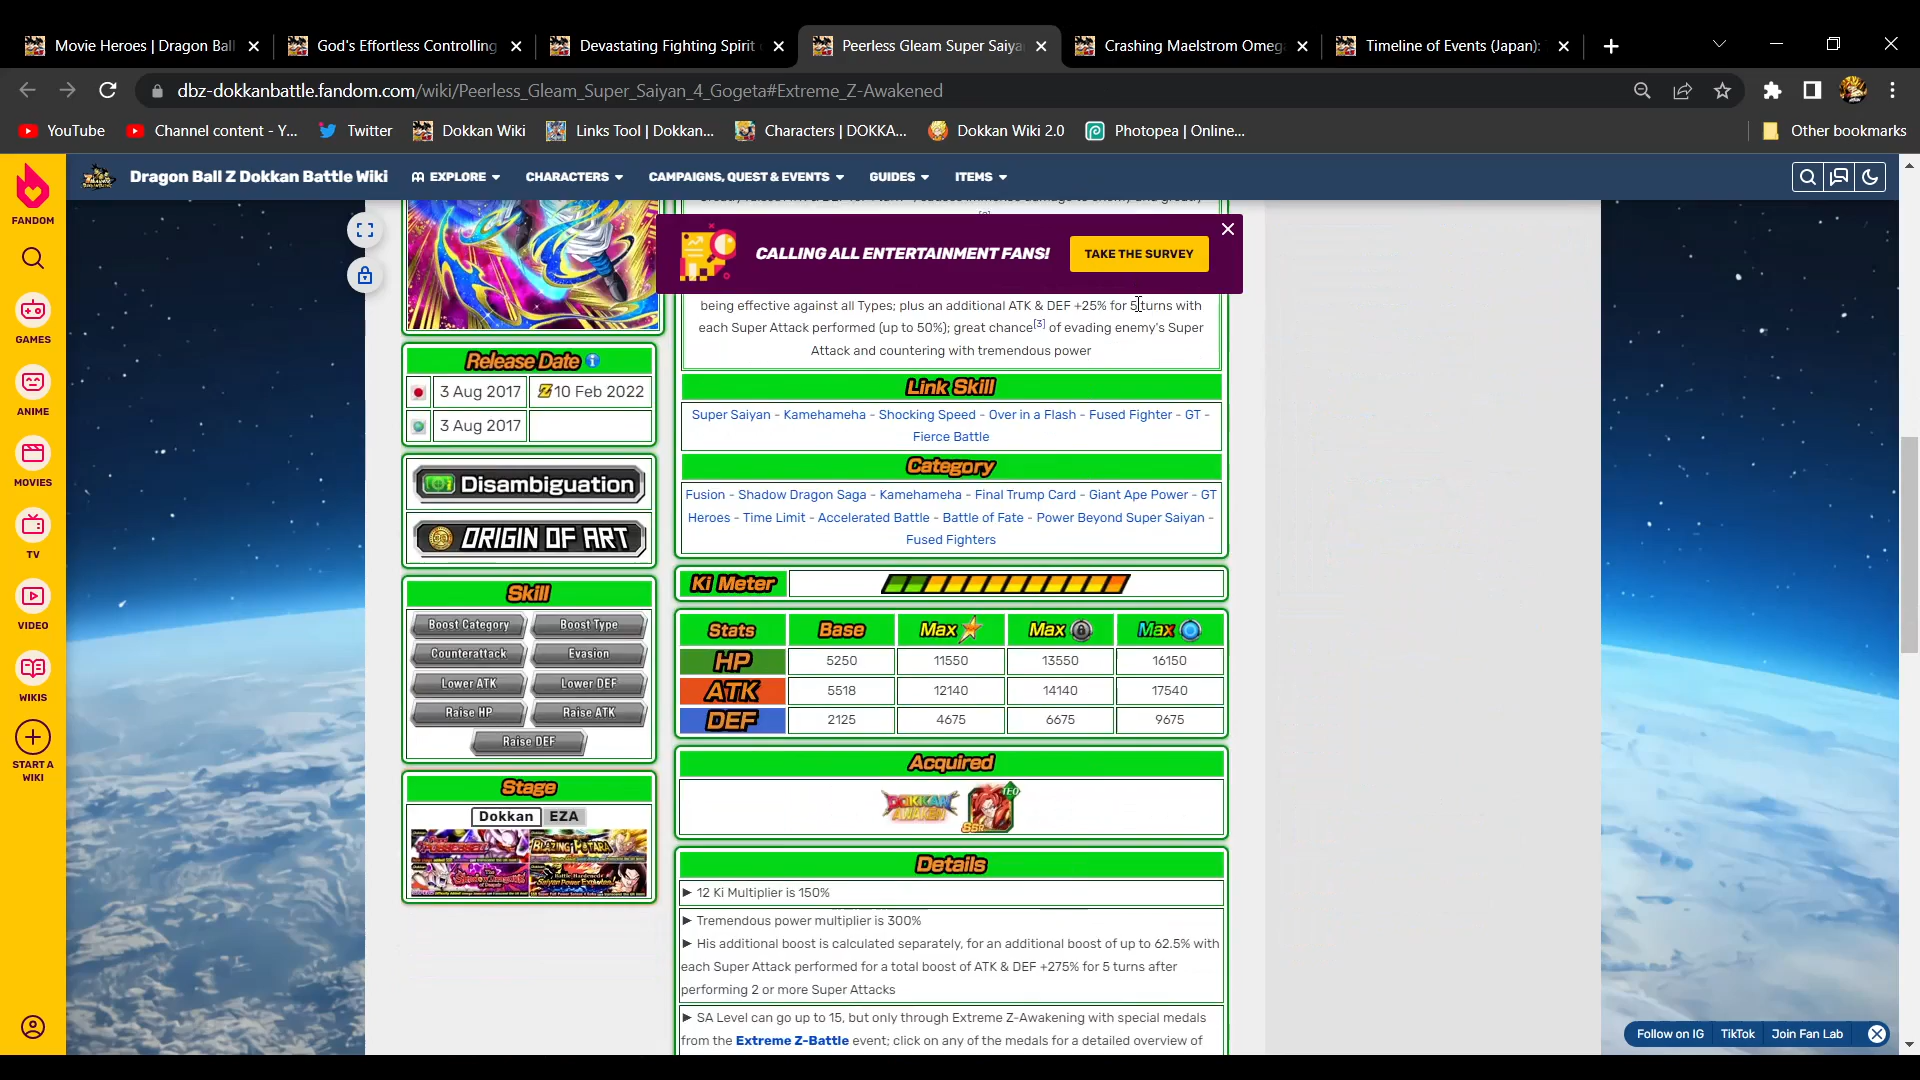 Movie Heroes | Dragon Ball
God's Effortless Controlling
Devastating Fighting Spirit
Peerless Gleam Super Saiya
Crashing Maelstrom Omeg
Timeline of Events (Japan):
dbz-dokkanbattle.fandom.com/wiki/Peerless_Gleam_Super_Saiyan_4_Gogeta#Extreme_Z-Awakened
YouTube
Channel content - Y...
Twitter
Dokkan Wiki
Links Tool | Dokkan...
Characters | DOKKA...
Dokkan Wiki 2.0
Photopea | Online...
Other bookmarks
FANDOM
GAMES
ANIME
MOVIES
TV
VIDEO
WIKIS
START A
WIKI
Dragon Ball Z Dokkan Battle Wiki
EXPLORE
CHARACTERS
CAMPAIGNS, QUEST & EVENTS
GUIDES
ITEMS
CALLING ALL ENTERTAINMENT FANS!
TAKE THE SURVEY
Release Date
3 Aug 2017
10 Feb 2022
3 Aug 2017
Disambiguation
ORIGIN OF ART
Skill
Boost Category
Boost Type
Counterattack
Evasion
Lower ATK
Lower DEF
Raise HP
Raise ATK
Raise DEF
Stage
Dokkan
EZA
being effective against all Types; plus an additional ATK & DEF +25% for 5 turns with
each Super Attack performed (up to 50%); great chance[3] of evading enemy's Super
Attack and countering with tremendous power
Link Skill
Super Saiyan - Kamehameha - Shocking Speed - Over in a Flash - Fused Fighter - GT -
Fierce Battle
Category
Fusion - Shadow Dragon Saga - Kamehameha - Final Trump Card - Giant Ape Power - GT
Heroes - Time Limit - Accelerated Battle - Battle of Fate - Power Beyond Super Saiyan -
Fused Fighters
Ki Meter
Stats
Base
Max
Max
Max
HP
5250
11550
13550
16150
ATK
5518
12140
14140
17540
DEF
2125
4675
6675
9675
Acquired
DOKKAN
AWAKEN
TEQ
SSR
Details
► 12 Ki Multiplier is 150%
► Tremendous power multiplier is 300%
► His additional boost is calculated separately, for an additional boost of up to 62.5% with
each Super Attack performed for a total boost of ATK & DEF +275% for 5 turns after
performing 2 or more Super Attacks
► SA Level can go up to 15, but only through Extreme Z-Awakening with special medals
from the Extreme Z-Battle event; click on any of the medals for a detailed overview of
Follow on IG
TikTok
Join Fan Lab